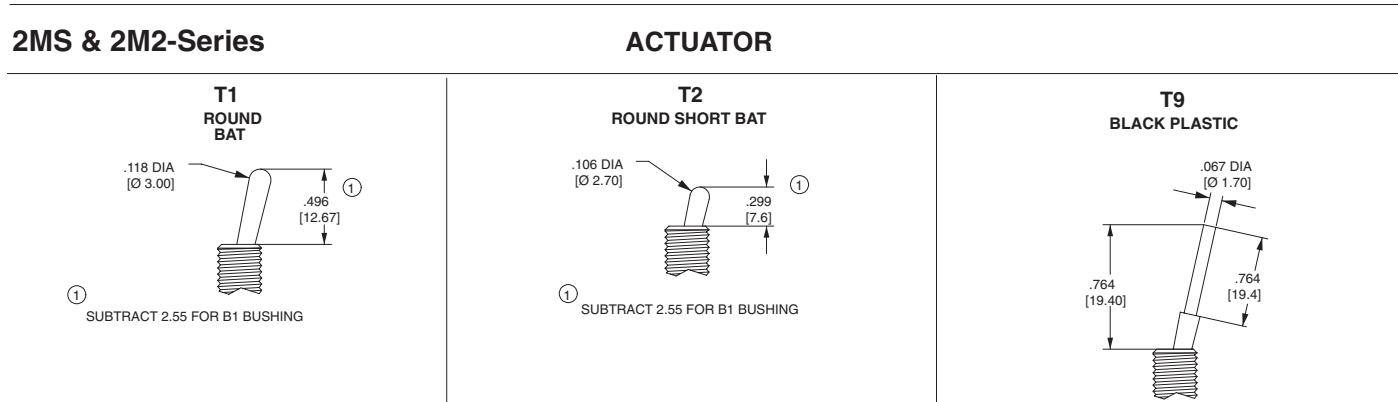 2MS & 2M2-Series
ACTUATOR
T1
ROUND
BAT
.118 DIA
[Ø 3.00]
.496
[12.67]
1
1
SUBTRACT 2.55 FOR B1 BUSHING
T2
ROUND SHORT BAT
.106 DIA
[Ø 2.70]
.299
[7.6]
1
1
SUBTRACT 2.55 FOR B1 BUSHING
T9
BLACK PLASTIC
.067 DIA
[Ø 1.70]
.764
[19.40]
.764
[19.4]